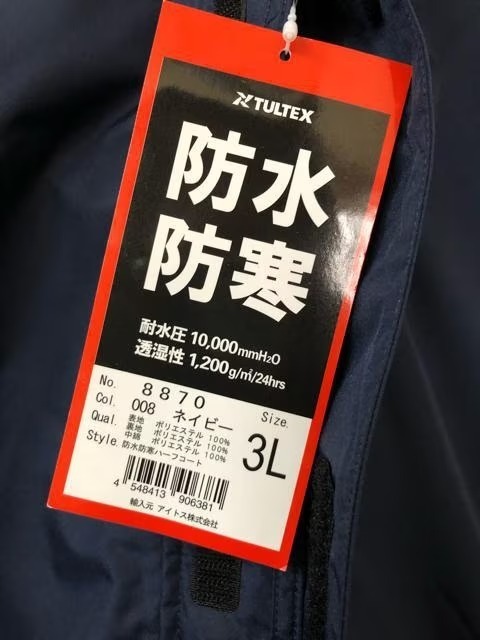 TULTEX
防水
防寒
耐水圧 10,000mmH₂O
透湿性 1,200g/㎡/24hrs
No. 8870
Col. 008 ネイビー Size.
Qual. 表地 ポリエステル 100%
裏地 ポリエステル 100%
中綿 ポリエステル 100%
3L
Style. 防水防寒ハーフコート
4 548413 906381
輸入元 アイトス株式会社